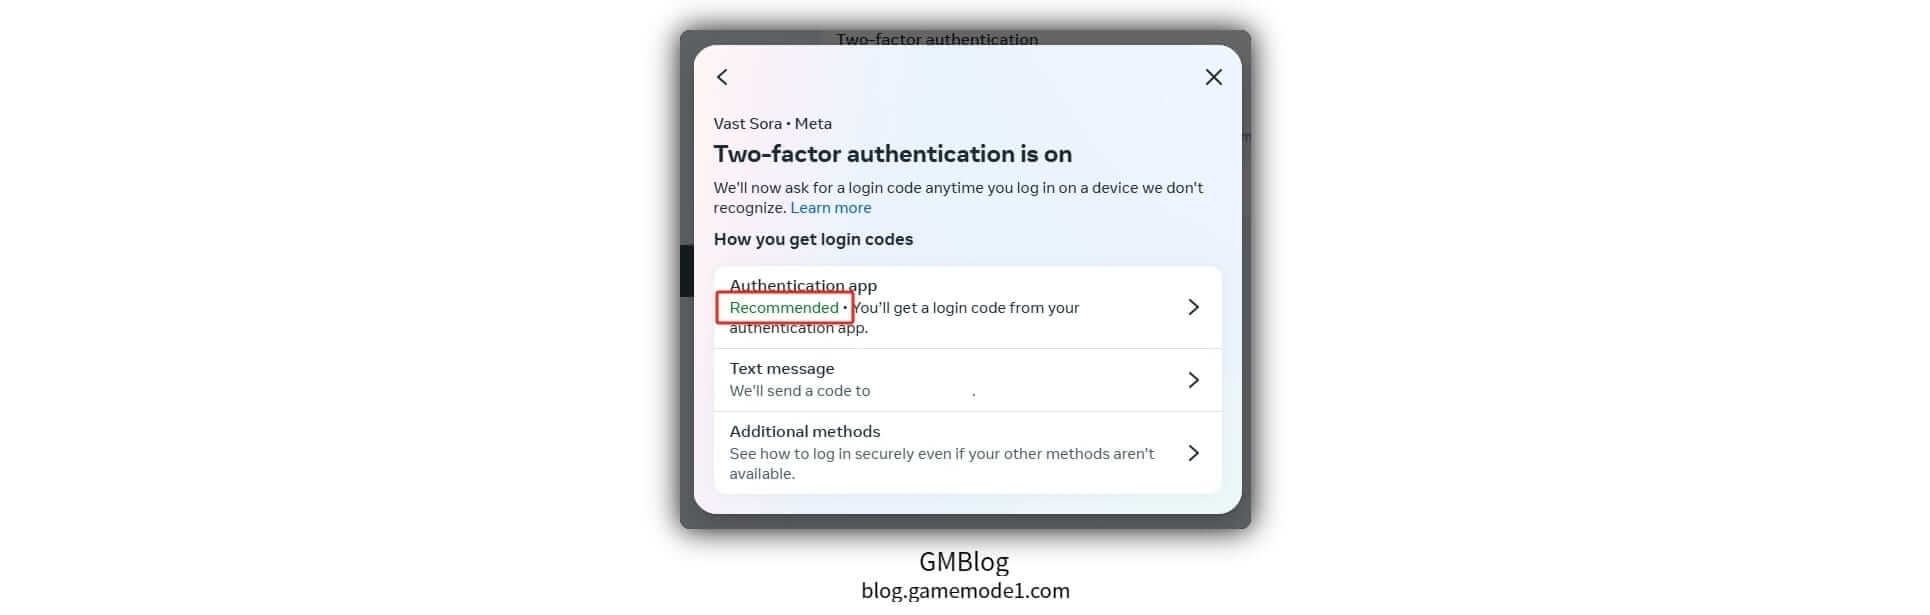 Two-factor authentication
Vast Sora • Meta
Two-factor authentication is on
We'll now ask for a login code anytime you log in on a device we don't
recognize. Learn more
How you get login codes
Authentication app
Recommended • You'll get a login code from your
authentication app.
Text message
We'll send a code to .
Additional methods
See how to log in securely even if your other methods aren't
available.
GMBlog
blog.gamemode1.com